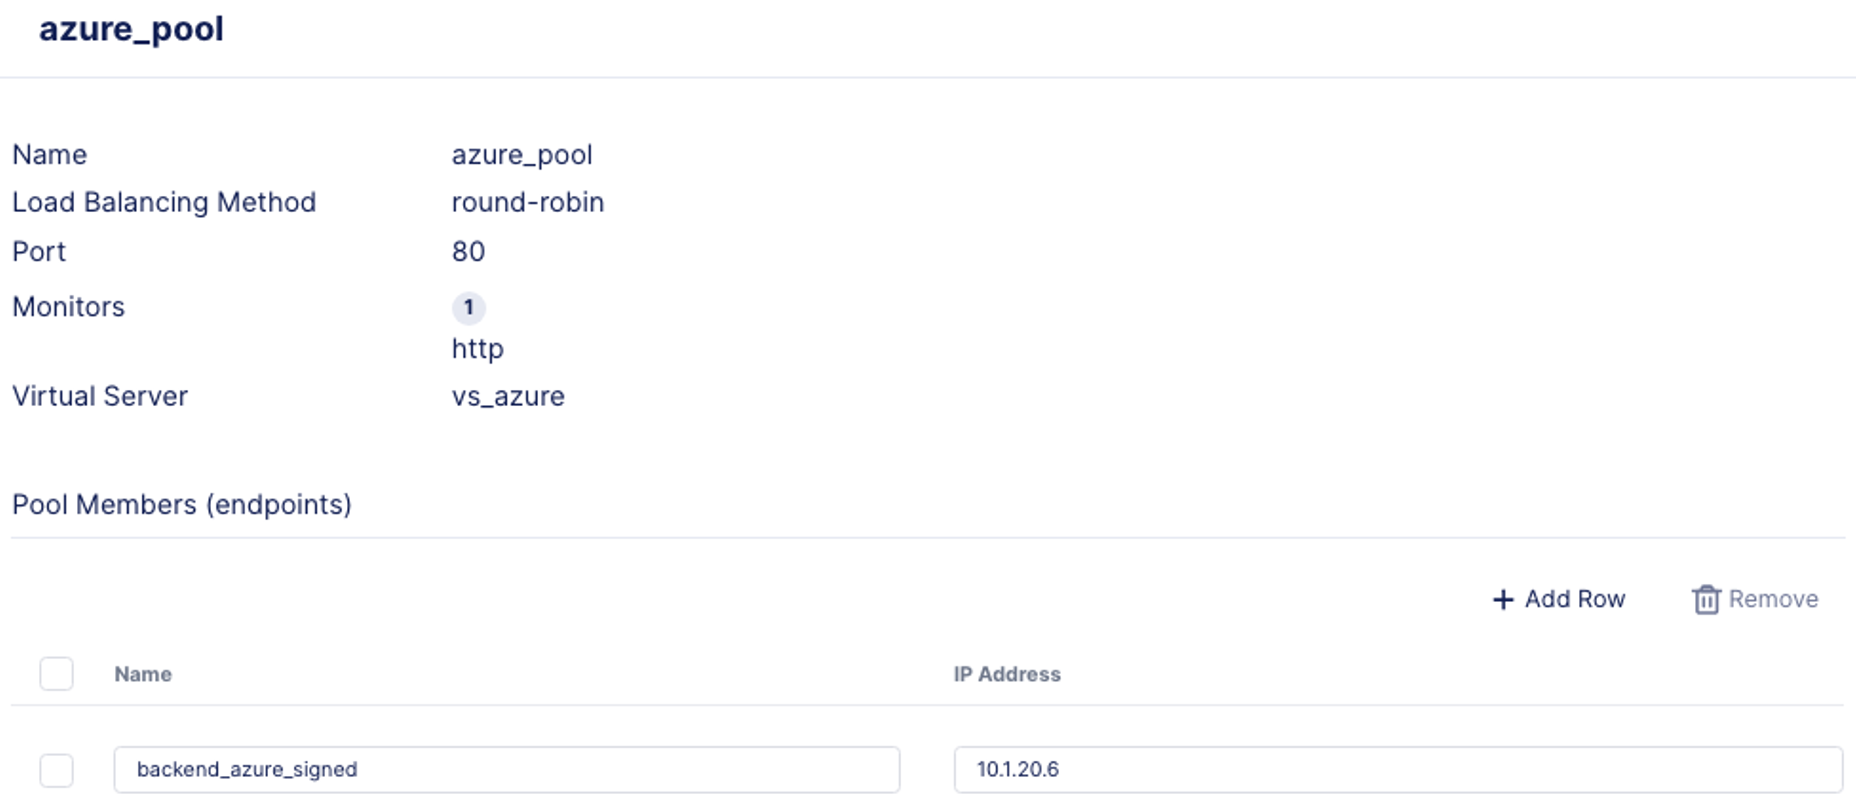 azure_pool
Name azure_pool
Load Balancing Method round-robin
Port 80
Monitors 1
http
Virtual Server vs_azure
Pool Members (endpoints)
+ Add Row Remove
Name IP Address
backend_azure_signed 10.1.20.6